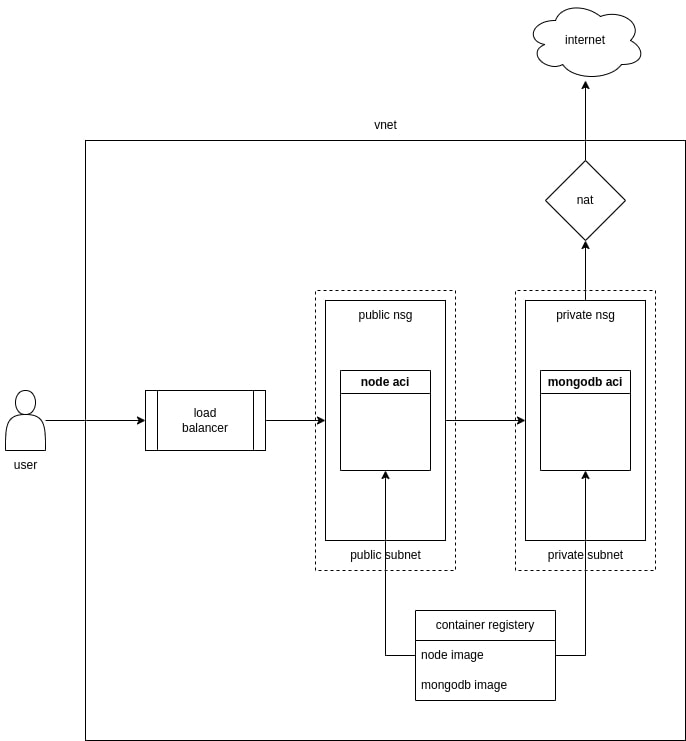 internet
vnet
nat
public nsg
private nsg
node aci
mongodb aci
load
balancer
user
public subnet
private subnet
container registery
node image
mongodb image